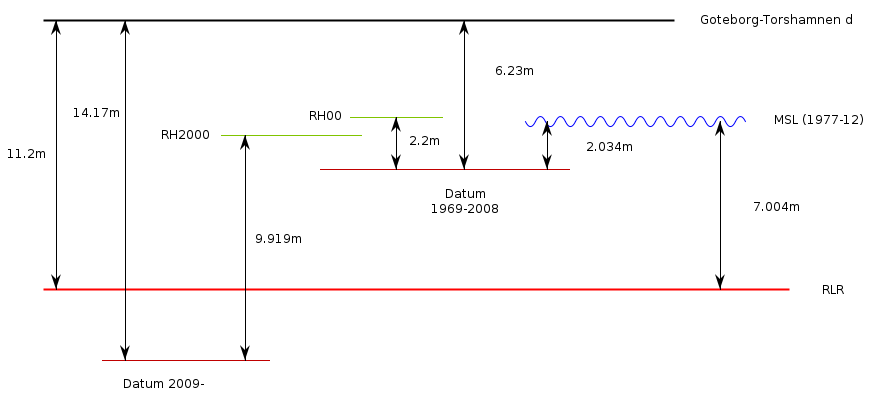 Goteborg-Torshamnen d
6.23m
14.17m
RH00
MSL (1977-12)
RH2000
2.2m
2.034m
11.2m
Datum
1969-2008
7.004m
9.919m
RLR
Datum 2009-